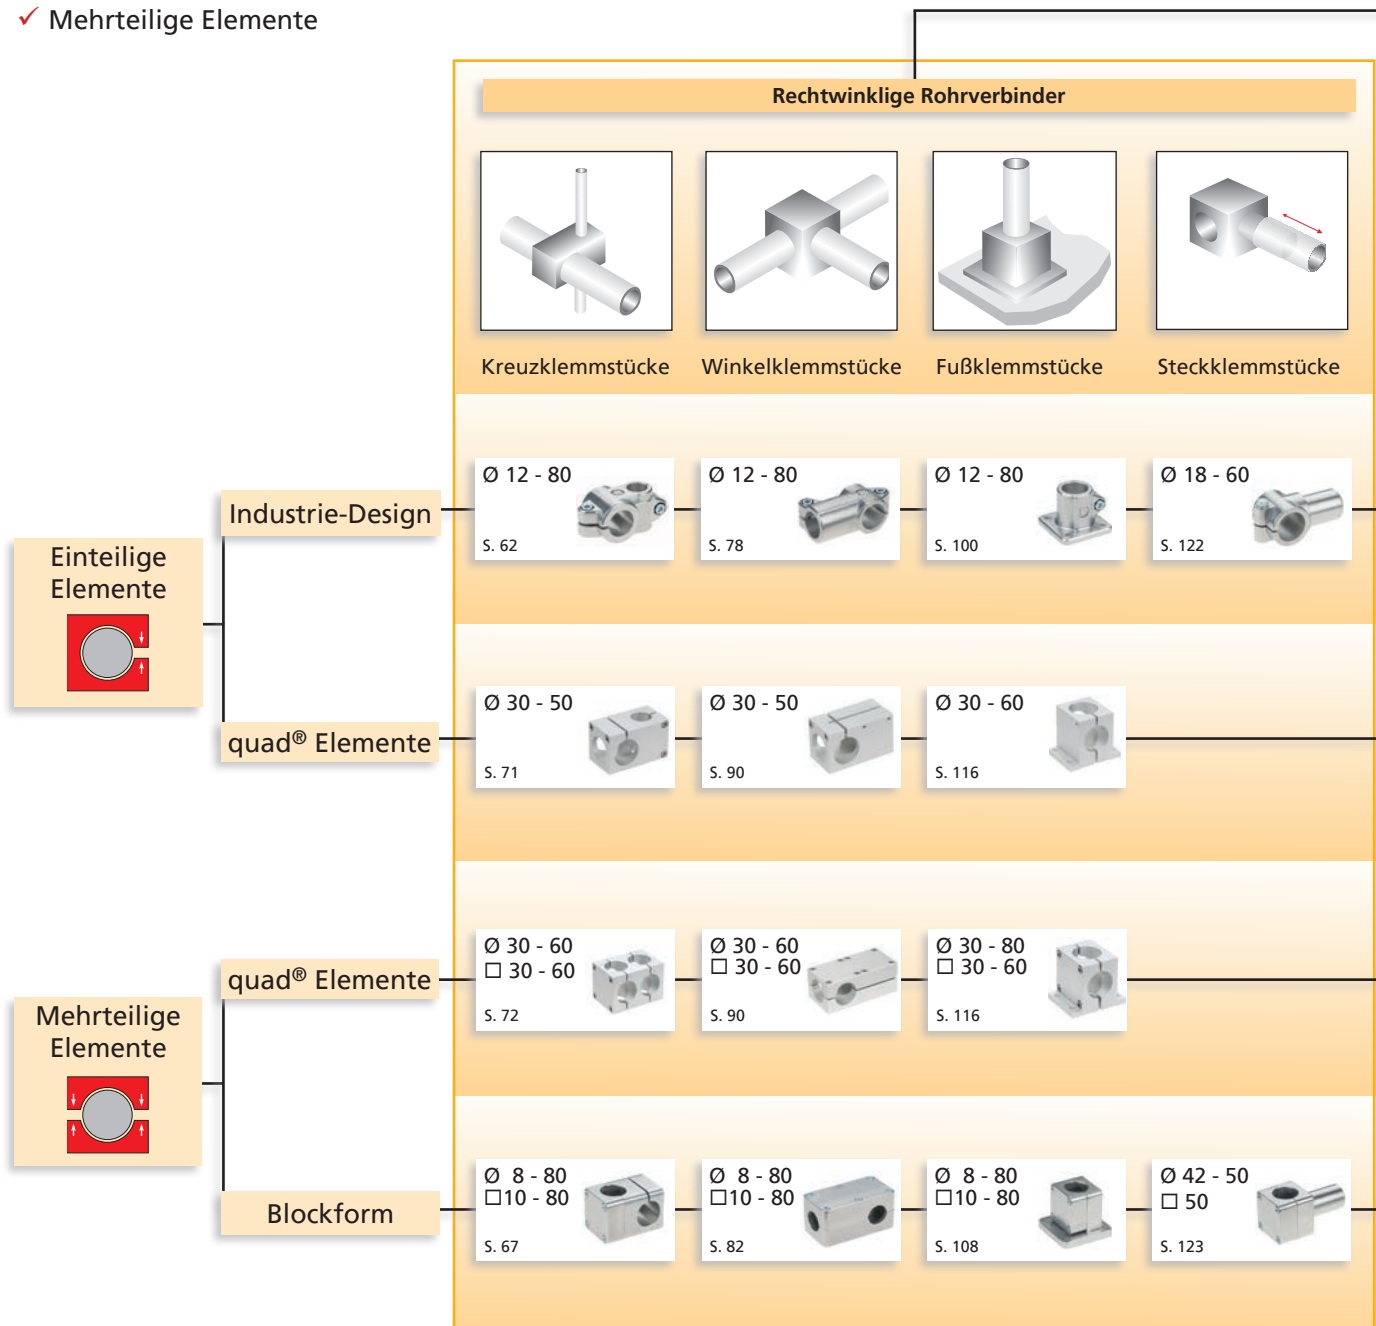 ✓ Mehrteilige Elemente
Rechtwinklige Rohrverbinder
Kreuzklemmstücke
Winkelklemmstücke
Fußklemmstücke
Steckklemmstücke
Einteilige
Elemente
Industrie-Design
Ø 12 - 80
S. 62
Ø 12 - 80
S. 78
Ø 12 - 80
S. 100
Ø 18 - 60
S. 122
quad® Elemente
Ø 30 - 50
S. 71
Ø 30 - 50
S. 90
Ø 30 - 60
S. 116
Mehrteilige
Elemente
quad® Elemente
Ø 30 - 60
□ 30 - 60
S. 72
Ø 30 - 60
□ 30 - 60
S. 90
Ø 30 - 80
□ 30 - 60
S. 116
Blockform
Ø 8 - 80
□10 - 80
S. 67
Ø 8 - 80
□10 - 80
S. 82
Ø 8 - 80
□10 - 80
S. 108
Ø 42 - 50
□ 50
S. 123